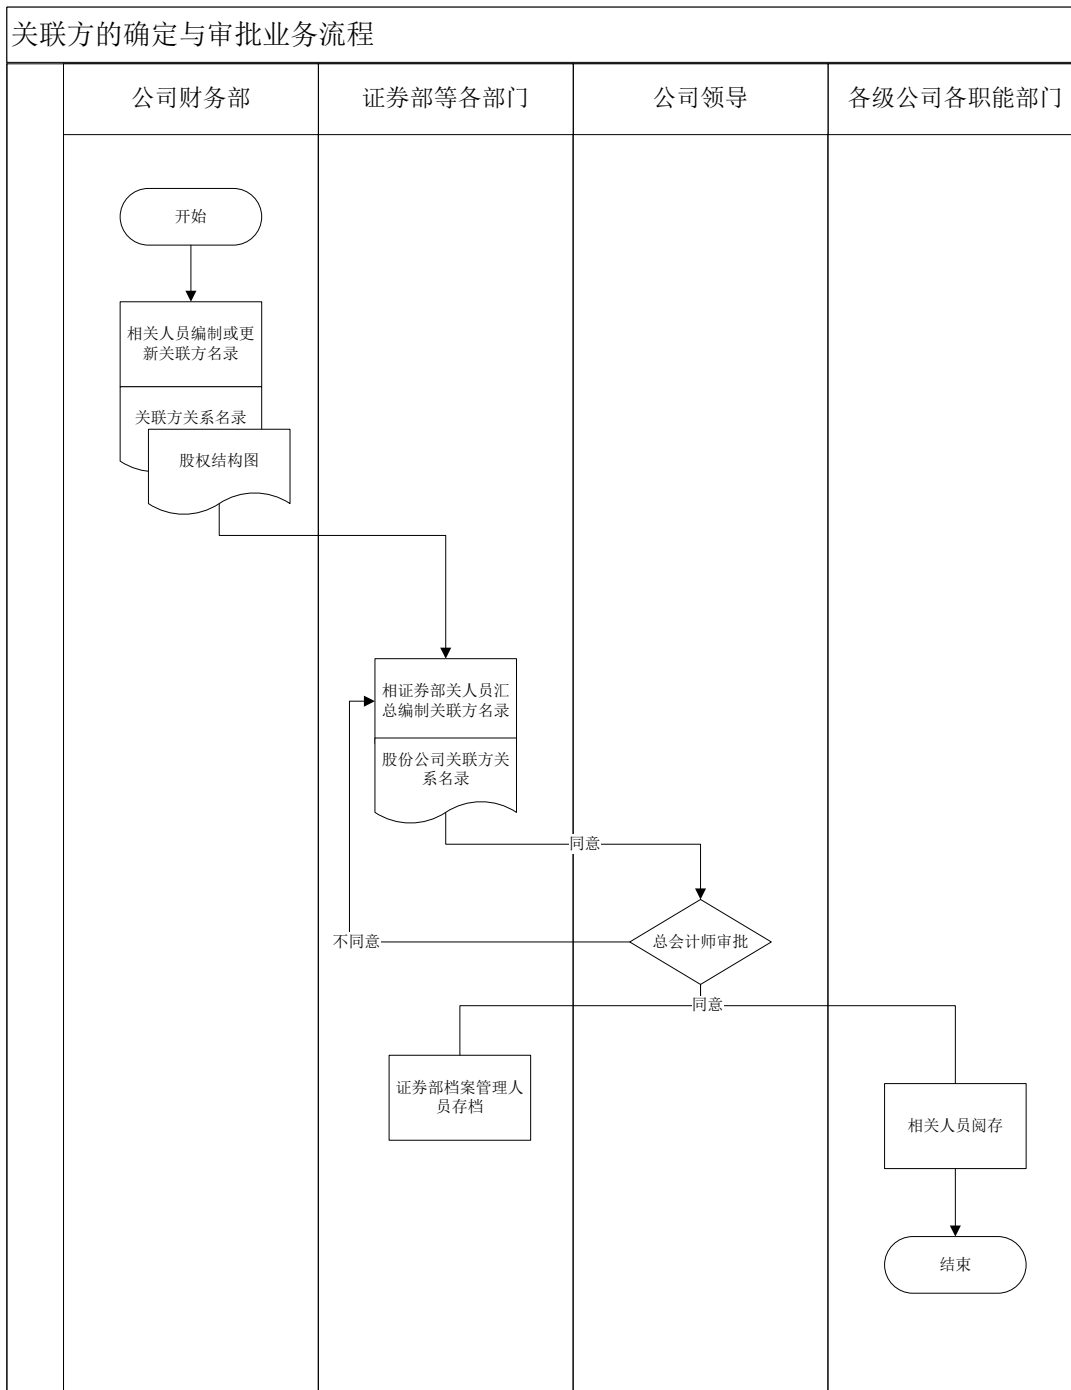 关联方的确定与审批业务流程
公司财务部
证券部等各部门
公司领导
各级公司各职能部门
开始
相关人员编制或更
新关联方名录
关联方关系名录
股权结构图
相证券部关人员汇
总编制关联方名录
股份公司关联方关
系名录
同意
不同意
总会计师审批
同意
证券部档案管理人
员存档
相关人员阅存
结束